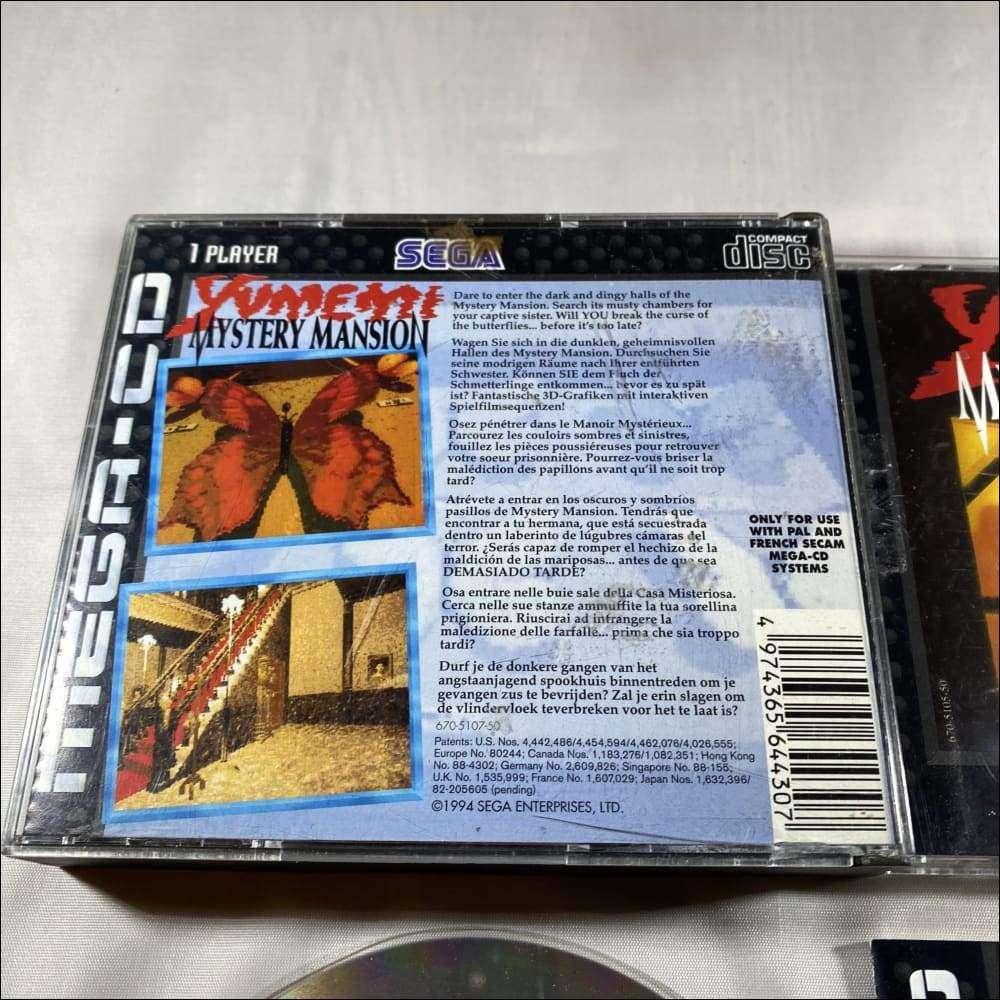 1 PLAYER
SEGA
COMPACT
disc
MEGA-CD
YUMEMI
MYSTERY MANSION
Dare to enter the dark and dingy halls of the
Mystery Mansion. Search its musty chambers for
your captive sister. Will YOU break the curse of
the butterflies... before it's too late?
Wagen Sie sich in die dunklen, geheimnisvollen
Hallen des Mystery Mansion. Durchsuchen Sie
seine modrigen Räume nach Ihrer entführten
Schwester. Können SIE dem Fluch der
Schmetterlinge entkommen... bevor es zu spät
ist? Fantastische 3D-Grafiken mit interaktiven
Spielfilmsequenzen!
Osez pénétrer dans le Manoir Mystérieux...
Parcourez les couloirs sombres et sinistres,
fouillez les pièces poussiéreuses pour retrouver
votre soeur prisonnière. Pourrez-vous briser la
malédiction des papillons avant qu'il ne soit trop
tard?
Atrévete a entrar en los oscuros y sombríos
pasillos de Mystery Mansion. Tendrás que
encontrar a tu hermana, que está secuestrada
dentro un laberinto de lúgubres cámaras del
terror. ¿Serás capaz de romper el hechizo de la
maldición de las mariposas... antes de que sea
DEMASIADO TARDE?
Osa entrare nelle buie sale della Casa Misteriosa.
Cerca nelle sue stanze ammuffite la tua sorellina
prigioniera. Riuscirai ad infrangere la
maledizione delle farfalle... prima che sia troppo
tardi?
Durf je de donkere gangen van het
angstaanjagend spookhuis binnentreden om je
gevangen zus te bevrijden? Zal je erin slagen om
de vlindervloek teverbreken voor het te laat is?
670-5107-50
Patents: U.S. Nos. 4,442,486/4,454,594/4,462,076/4,026,555;
Europe No. 80244; Canada Nos. 1,183,276/1,082,351; Hong Kong
No. 88-4302; Germany No. 2,609,826; Singapore No. 88-155;
U.K. No. 1,535,999; France No. 1,607,029; Japan Nos. 1,632,396/
82-205605 (pending)
©1994 SEGA ENTERPRISES, LTD.
ONLY FOR USE
WITH PAL AND
FRENCH SECAM
MEGA-CD
SYSTEMS
4 974365 644307
670-5105-50